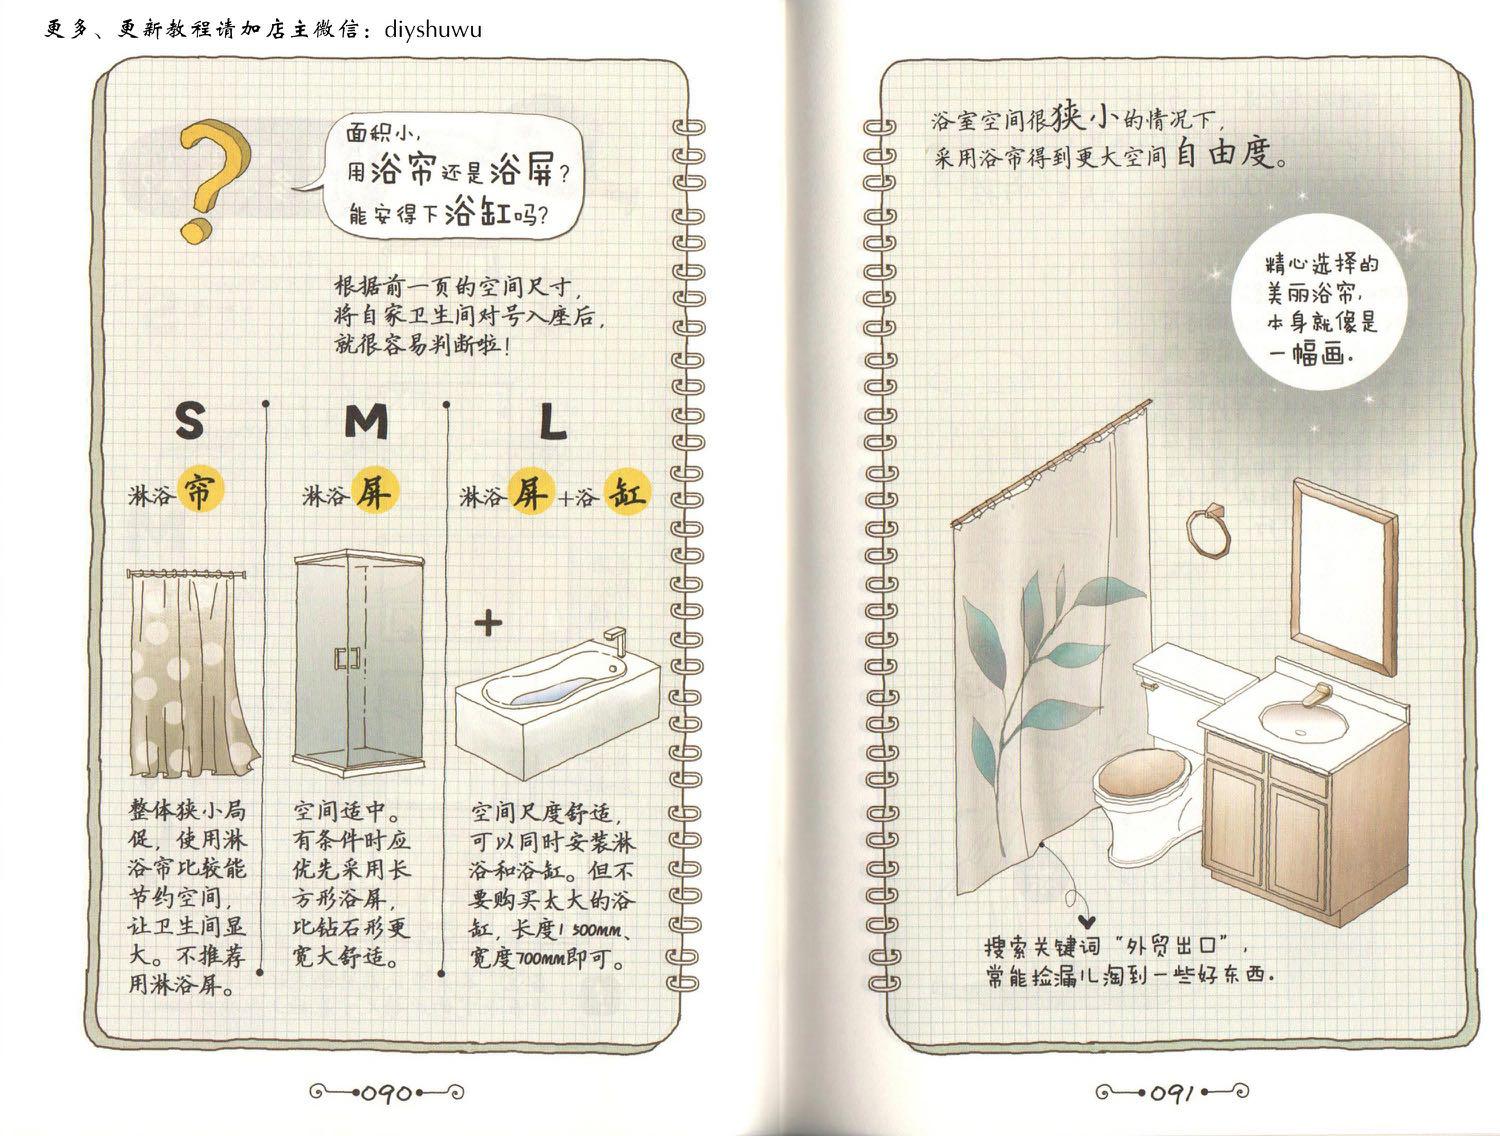 更多、更新教程请加店主微信：diyshuwu
面积小，
用浴帘还是浴屏？
能安得下浴缸吗？
根据前一页的空间尺寸，
将自家卫生间对号入座后，
就很容易判断啦！
S
淋浴帘
整体狭小局
促，使用淋
浴帘比较能
节约空间，
让卫生间显
大。不推荐
用淋浴屏。
M
淋浴屏
空间适中。
有条件时应
优先采用长
方形浴屏，
比钻石形更
宽大舒适。
L
淋浴屏+浴缸
+
空间尺度舒适，
可以同时安装淋
浴和浴缸。但不
要购买太大的浴
缸，长度1 500mm、
宽度700mm即可。
090
浴室空间很狭小的情况下，
采用浴帘得到更大空间自由度。
精心选择的
美丽浴帘，
本身就像是
一幅画.
搜索关键词“外贸出口”，
常能捡漏儿淘到一些好东西.
091